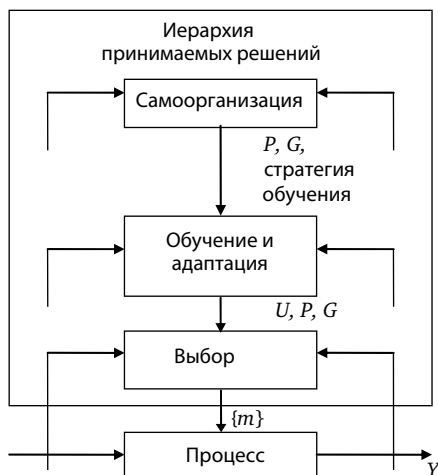 Иерархия
принимаемых решений
Самоорганизация
P, G,
стратегия
обучения
Обучение и
адаптация
U, P, G
Выбор
{m}
Процесс
Y